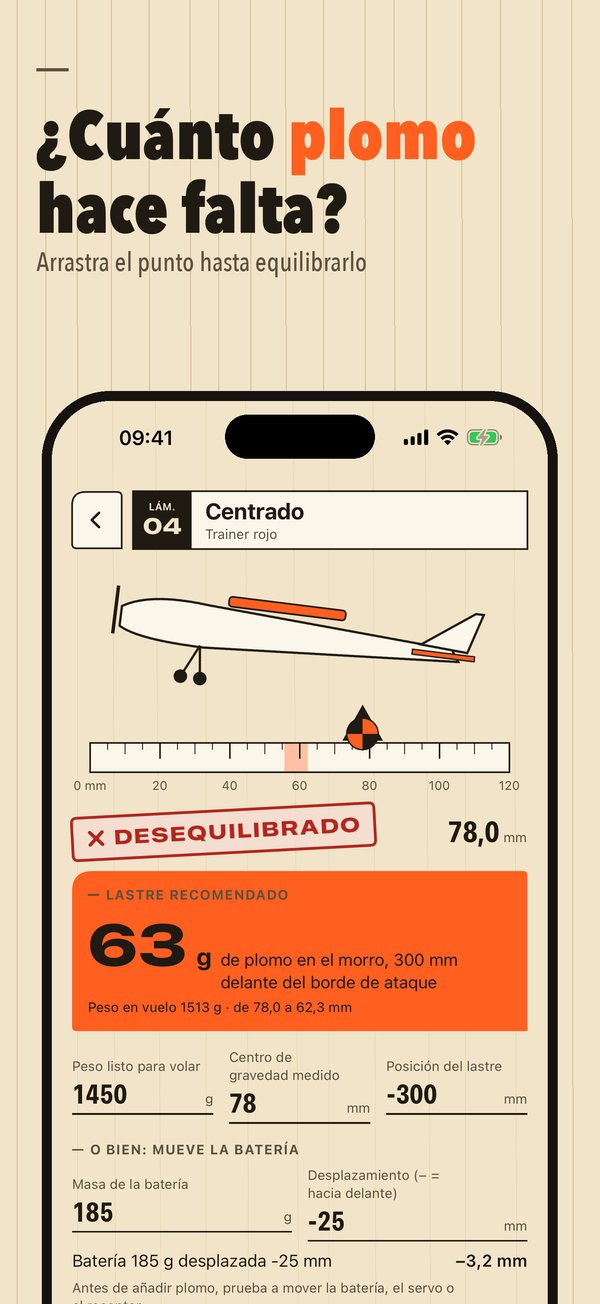 ¿Cuánto plomo
hace falta?
Arrastra el punto hasta equilibrarlo
09:41
LÁM.
04
Centrado
Trainer rojo
0 mm 20 40 60 80 100 120
× DESEQUILIBRADO
78,0 mm
— LASTRE RECOMENDADO
63 g de plomo en el morro, 300 mm
delante del borde de ataque
Peso en vuelo 1513 g · de 78,0 a 62,3 mm
Peso listo para volar
1450 g
Centro de
gravedad medido
78 mm
Posición del lastre
-300 mm
— O BIEN: MUEVE LA BATERÍA
Masa de la batería
185 g
Desplazamiento (– =
hacia delante)
-25 mm
Batería 185 g desplazada -25 mm
−3,2 mm
Antes de añadir plomo, prueba a mover la batería, el servo o